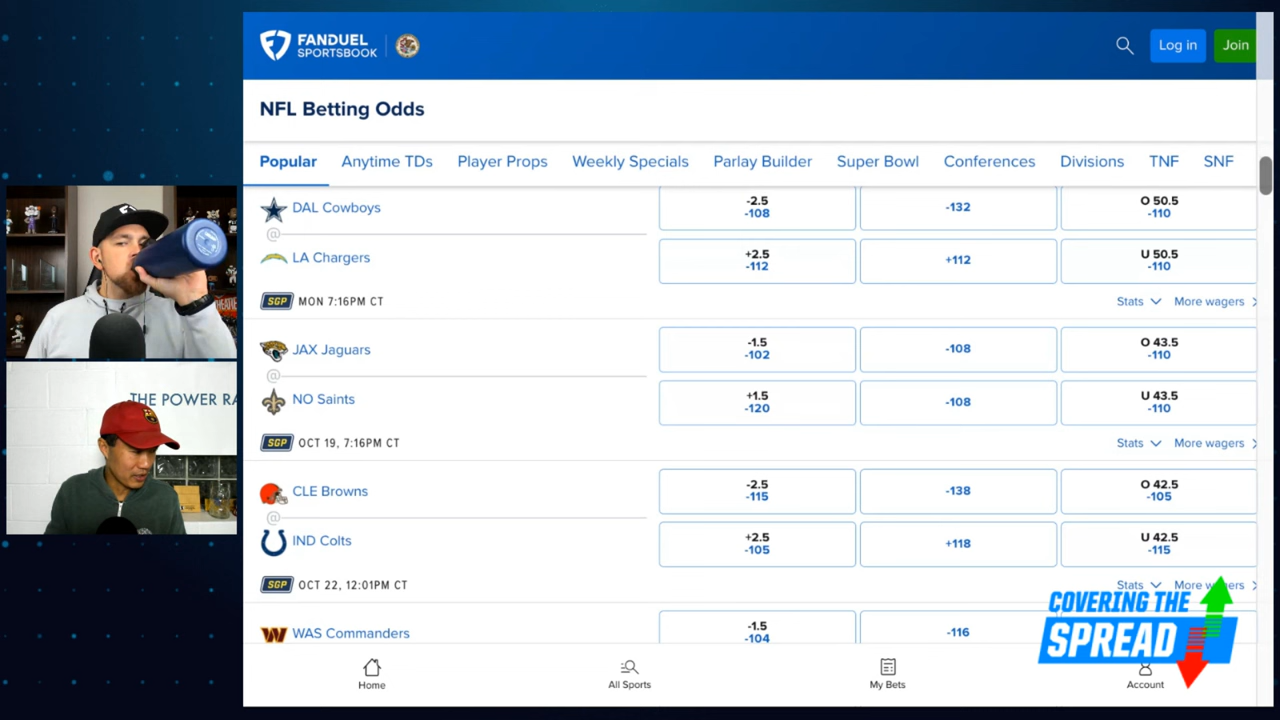 FANDUEL
SPORTSBOOK
Log in
Join
NFL Betting Odds
Popular
Anytime TDs
Player Props
Weekly Specials
Parlay Builder
Super Bowl
Conferences
Divisions
TNF
SNF
DAL Cowboys
-2.5
-108
-132
O 50.5
-110
@
LA Chargers
+2.5
-112
+112
U 50.5
-110
SGP MON 7:16PM CT
Stats
More wagers
JAX Jaguars
-1.5
-102
-108
O 43.5
-110
@
NO Saints
+1.5
-120
-108
U 43.5
-110
SGP OCT 19, 7:16PM CT
Stats
More wagers
CLE Browns
-2.5
-115
-138
O 42.5
-105
@
IND Colts
+2.5
-105
+118
U 42.5
-115
SGP OCT 22, 12:01PM CT
Stats
More wagers
WAS Commanders
-1.5
-104
-116
Home
All Sports
My Bets
Account
COVERING THE
SPREAD
THE POWER RA